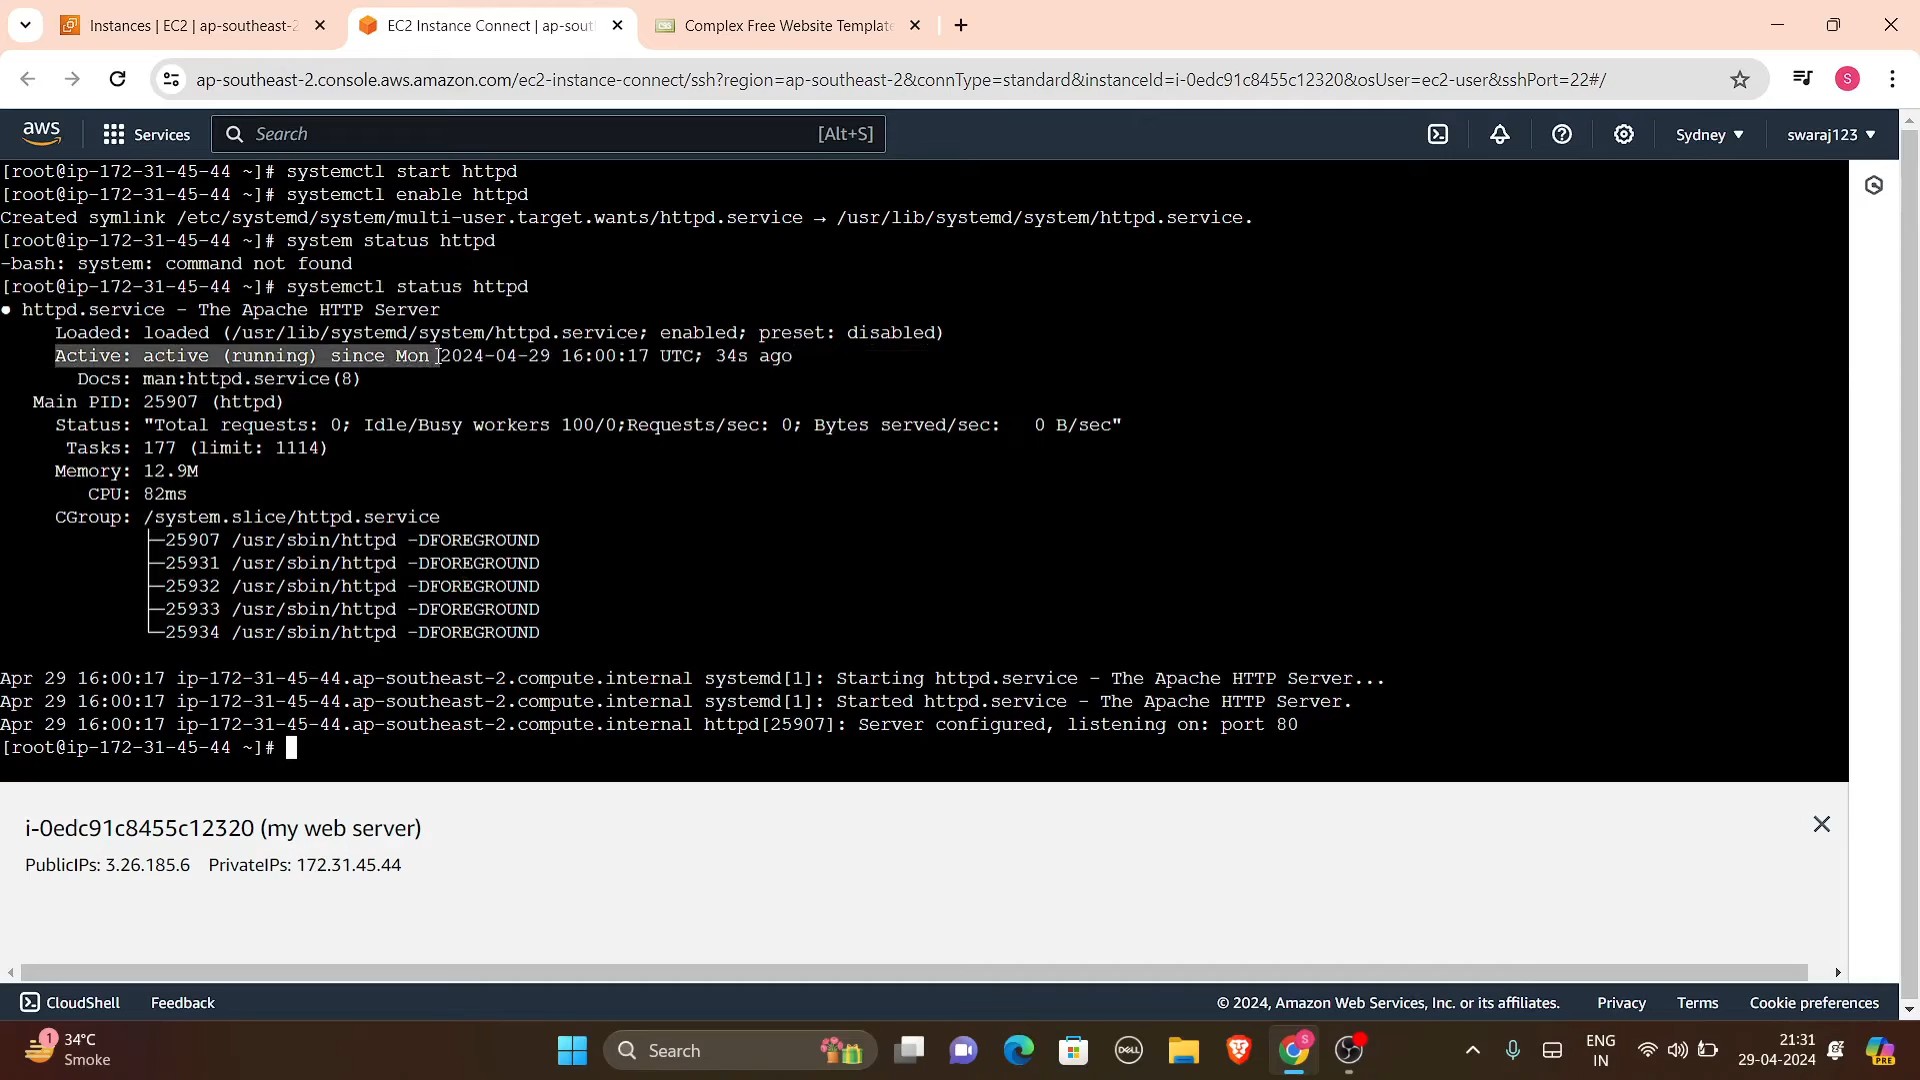 Instances | EC2 | ap-southeast-2
EC2 Instance Connect | ap-sout
Complex Free Website Template
ap-southeast-2.console.aws.amazon.com/ec2-instance-connect/ssh?region=ap-southeast-2&connType=standard&instanceId=i-0edc91c8455c12320&osUser=ec2-user&sshPort=22#/
S
aws
Services
Search [Alt+S]
Sydney
swaraj123
[root@ip-172-31-45-44 ~]# systemctl start httpd
[root@ip-172-31-45-44 ~]# systemctl enable httpd
Created symlink /etc/systemd/system/multi-user.target.wants/httpd.service → /usr/lib/systemd/system/httpd.service.
[root@ip-172-31-45-44 ~]# system status httpd
-bash: system: command not found
[root@ip-172-31-45-44 ~]# systemctl status httpd
● httpd.service - The Apache HTTP Server
Loaded: loaded (/usr/lib/systemd/system/httpd.service; enabled; preset: disabled)
Active: active (running) since Mon 2024-04-29 16:00:17 UTC; 34s ago
Docs: man:httpd.service(8)
Main PID: 25907 (httpd)
Status: "Total requests: 0; Idle/Busy workers 100/0;Requests/sec: 0; Bytes served/sec:   0 B/sec"
Tasks: 177 (limit: 1114)
Memory: 12.9M
CPU: 82ms
CGroup: /system.slice/httpd.service
├─25907 /usr/sbin/httpd -DFOREGROUND
├─25931 /usr/sbin/httpd -DFOREGROUND
├─25932 /usr/sbin/httpd -DFOREGROUND
├─25933 /usr/sbin/httpd -DFOREGROUND
└─25934 /usr/sbin/httpd -DFOREGROUND
Apr 29 16:00:17 ip-172-31-45-44.ap-southeast-2.compute.internal systemd[1]: Starting httpd.service - The Apache HTTP Server...
Apr 29 16:00:17 ip-172-31-45-44.ap-southeast-2.compute.internal systemd[1]: Started httpd.service - The Apache HTTP Server.
Apr 29 16:00:17 ip-172-31-45-44.ap-southeast-2.compute.internal httpd[25907]: Server configured, listening on: port 80
[root@ip-172-31-45-44 ~]#
i-0edc91c8455c12320 (my web server)
PublicIPs: 3.26.185.6 PrivateIPs: 172.31.45.44
CloudShell
Feedback
© 2024, Amazon Web Services, Inc. or its affiliates.
Privacy
Terms
Cookie preferences
1
34°C
Smoke
Search
DELL
S
ENG
IN
21:31
29-04-2024
PRE